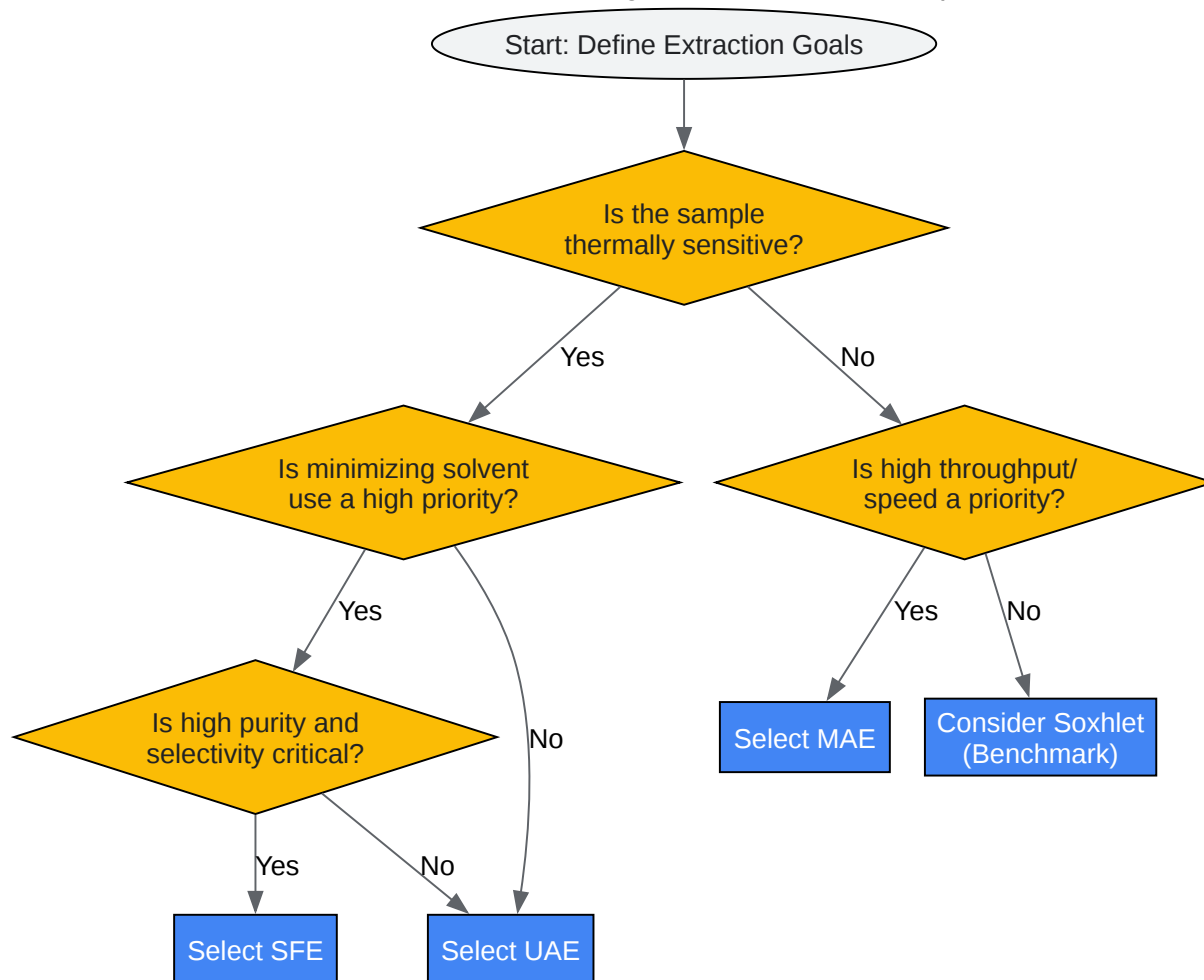 Start: Define Extraction Goals
Is the sample
thermally sensitive?
Yes
No
Is minimizing solvent
use a high priority?
Is high throughput/
speed a priority?
Yes
No
Yes
No
Is high purity and
selectivity critical?
Select MAE
Consider Soxhlet
(Benchmark)
Yes
No
Select SFE
Select UAE